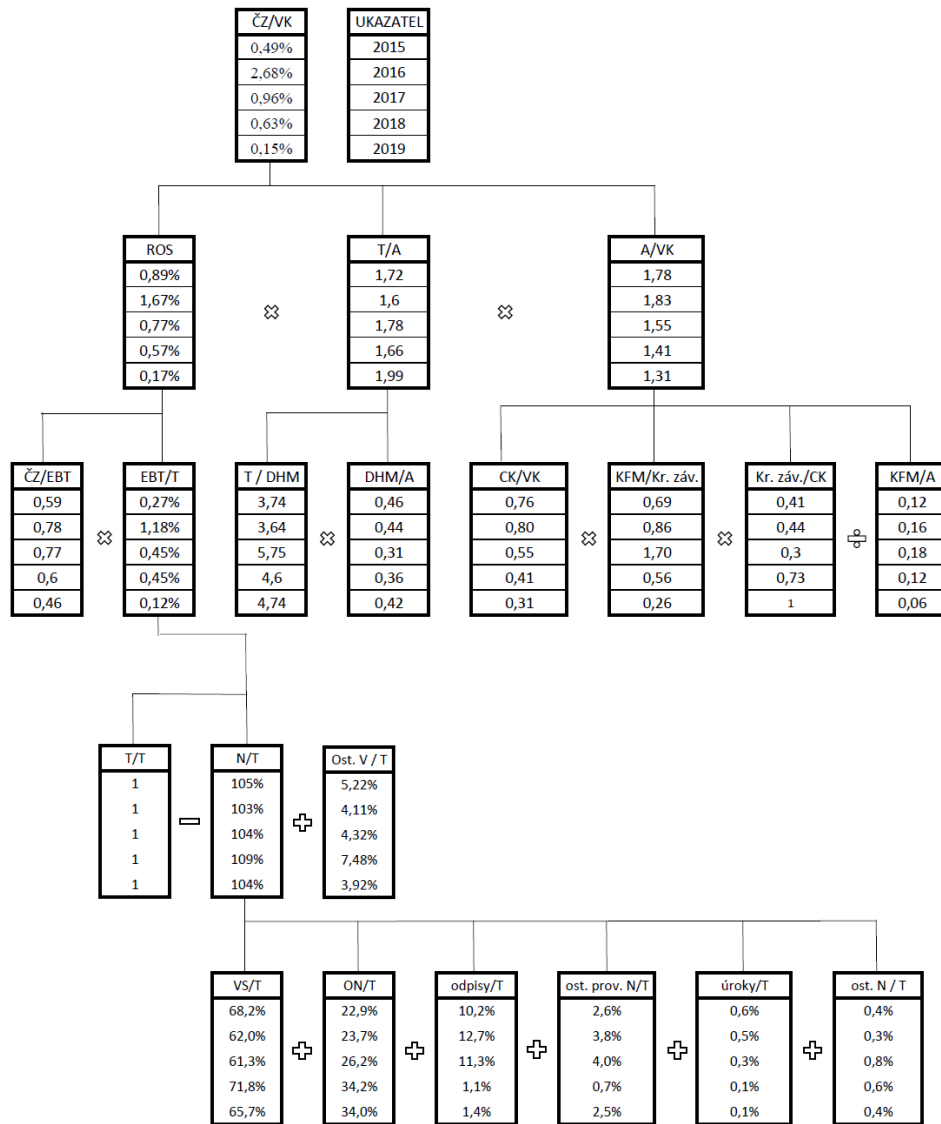 ČZ/VK UKAZATEL
0,49% 2015
2,68% 2016
0,96% 2017
0,63% 2018
0,15% 2019
ROS T/A A/VK
0,89% 1,72 1,78
1,67% 1,6 1,83
0,77% 1,78 1,55
0,57% 1,66 1,41
0,17% 1,99 1,31
ČZ/EBT EBT/T T / DHM DHM/A CK/VK KFM/Kr. záv. Kr. záv./CK KFM/A
0,59 0,27% 3,74 0,46 0,76 0,69 0,41 0,12
0,78 1,18% 3,64 0,44 0,80 0,86 0,44 0,16
0,77 0,45% 5,75 0,31 0,55 1,70 0,3 0,18
0,6 0,45% 4,6 0,36 0,41 0,56 0,73 0,12
0,46 0,12% 4,74 0,42 0,31 0,26 1 0,06
T/T N/T Ost. V / T
1 105% 5,22%
1 103% 4,11%
1 104% 4,32%
1 109% 7,48%
1 104% 3,92%
VS/T ON/T odpisy/T ost. prov. N/T úroky/T ost. N / T
68,2% 22,9% 10,2% 2,6% 0,6% 0,4%
62,0% 23,7% 12,7% 3,8% 0,5% 0,3%
61,3% 26,2% 11,3% 4,0% 0,3% 0,8%
71,8% 34,2% 1,1% 0,7% 0,1% 0,6%
65,7% 34,0% 1,4% 2,5% 0,1% 0,4%